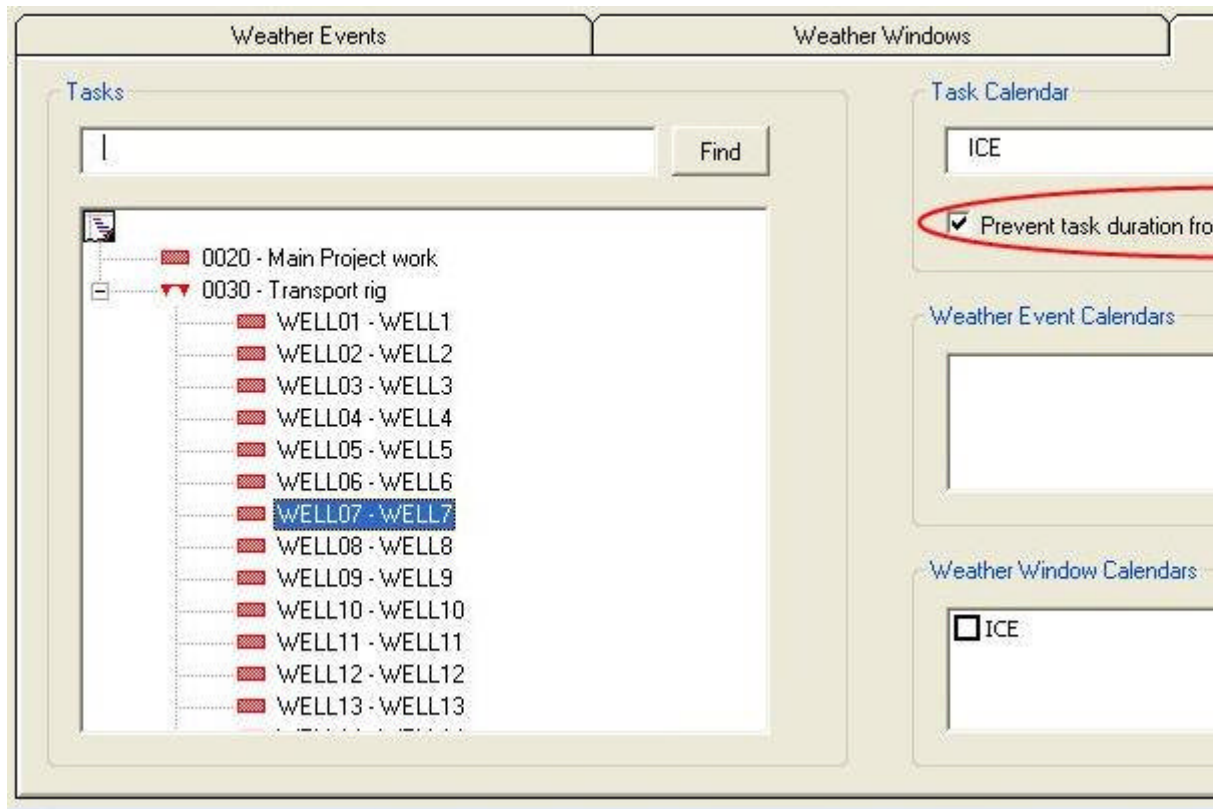 Weather Events
Weather Windows
Tasks
Find
0020 - Main Project work
0030 - Transport rig
WELL01 - WELL1
WELL02 - WELL2
WELL03 - WELL3
WELL04 - WELL4
WELL05 - WELL5
WELL06 - WELL6
WELL07 - WELL7
WELL08 - WELL8
WELL09 - WELL9
WELL10 - WELL10
WELL11 - WELL11
WELL12 - WELL12
WELL13 - WELL13
Task Calendar
ICE
Prevent task duration fro
Weather Event Calendars
Weather Window Calendars
ICE